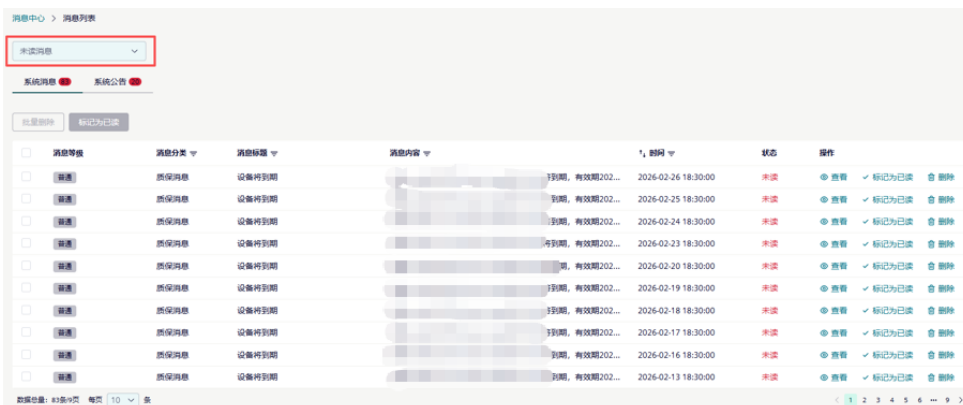 消息中心 > 消息列表
未读消息
系统消息 83 系统公告 20
批量删除 标记为已读
消息等级 消息分类 消息标题 消息内容 时间 状态 操作
普通 质保消息 设备将到期 到期，有效期202... 2026-02-26 18:30:00 未读 查看 标记为已读 删除
普通 质保消息 设备将到期 到期，有效期202... 2026-02-25 18:30:00 未读 查看 标记为已读 删除
普通 质保消息 设备将到期 到期，有效期202... 2026-02-24 18:30:00 未读 查看 标记为已读 删除
普通 质保消息 设备将到期 到期，有效期202... 2026-02-23 18:30:00 未读 查看 标记为已读 删除
普通 质保消息 设备将到期 期，有效期202... 2026-02-20 18:30:00 未读 查看 标记为已读 删除
普通 质保消息 设备将到期 到期，有效期202... 2026-02-19 18:30:00 未读 查看 标记为已读 删除
普通 质保消息 设备将到期 到期，有效期202... 2026-02-18 18:30:00 未读 查看 标记为已读 删除
普通 质保消息 设备将到期 到期，有效期202... 2026-02-17 18:30:00 未读 查看 标记为已读 删除
普通 质保消息 设备将到期 到期，有效期202... 2026-02-16 18:30:00 未读 查看 标记为已读 删除
普通 质保消息 设备将到期 到期，有效期202... 2026-02-13 18:30:00 未读 查看 标记为已读 删除
数据总量：83条/9页 每页 10 条 < 1 2 3 4 5 6 ... 9 >